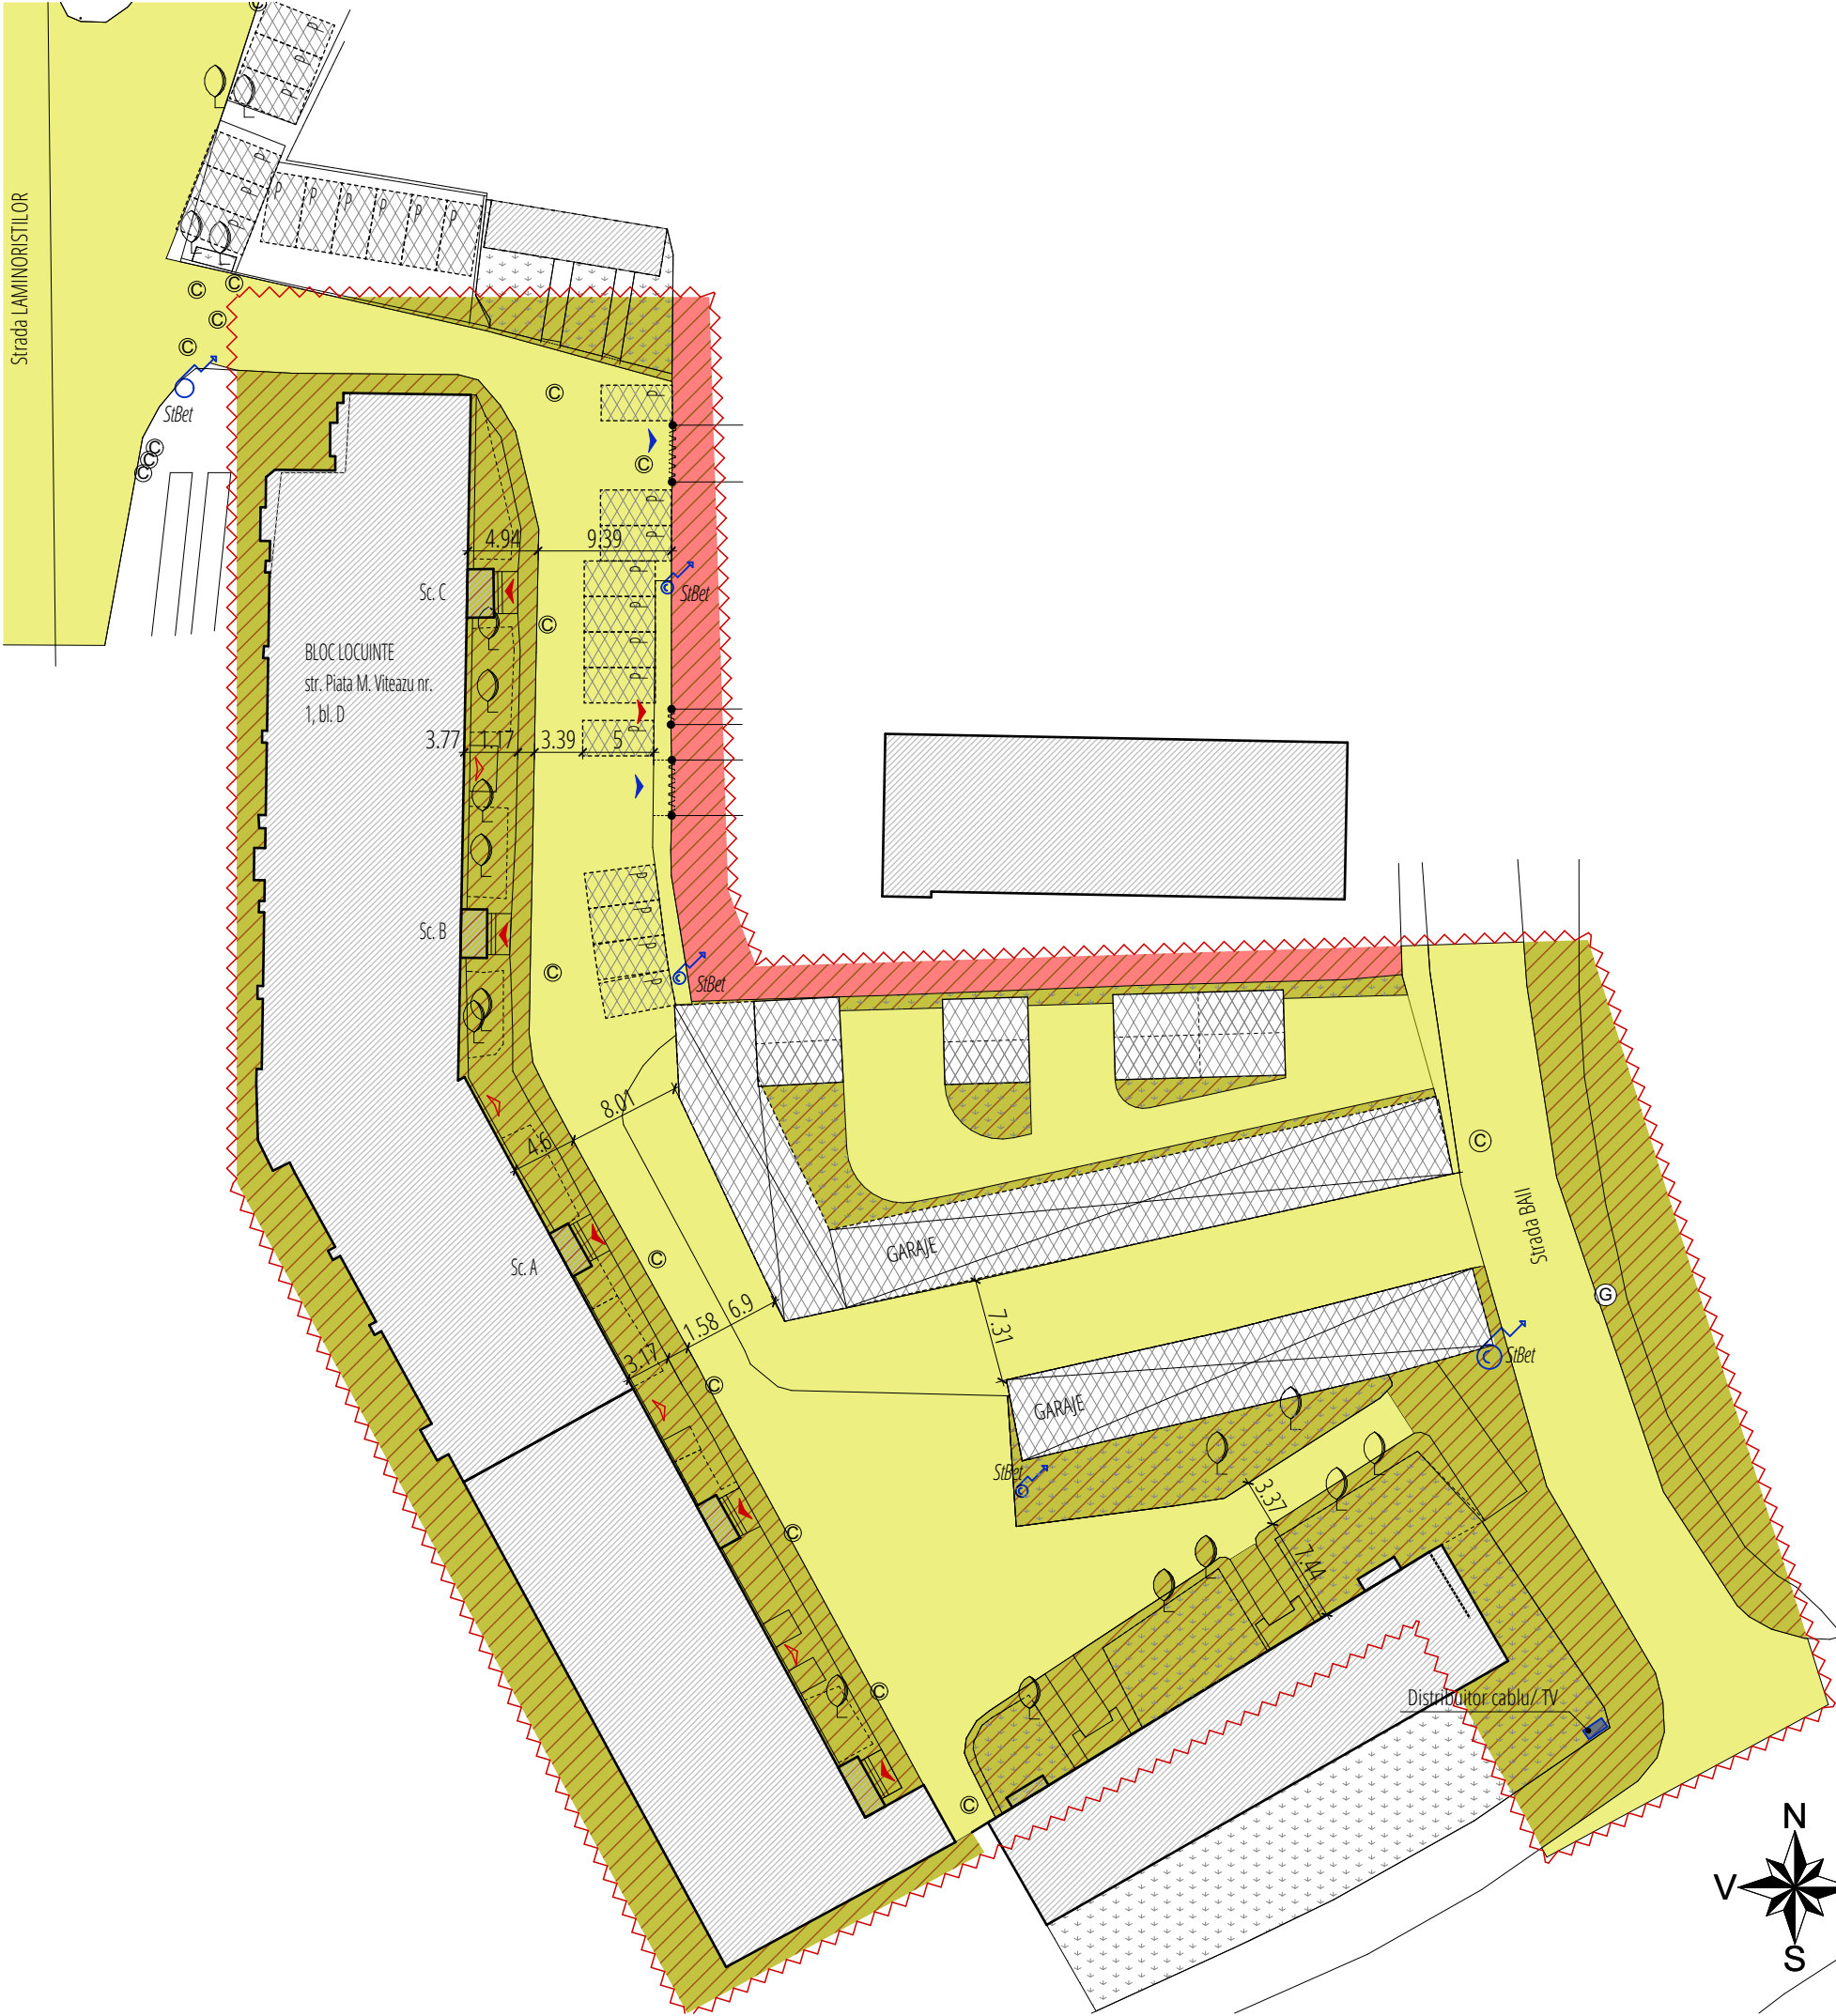 P
P
P
P
P
P
P
P
P
P
P
P
C
C
C
C
C
C
C
C
Strada LAMINORISTILOR
StBet
C
P
C
P
P
4.94
9.39
P
P
P
P
C
StBet
Sc. C
C
BLOC LOCUINTE
str. Piata M. Viteazu nr.
1, bl. D
P
3.77
1.17
3.39
5
P
P
P
P
Sc. B
C
C
StBet
8.01
4.6
C
Strada BAII
Sc. A
C
GARAJE
G
1.58
6.9
7.31
3.17
C
C
StBet
GARAJE
StBet
C
3.37
C
7.44
C
Distribuitor cablu/ TV
C
N
V
S